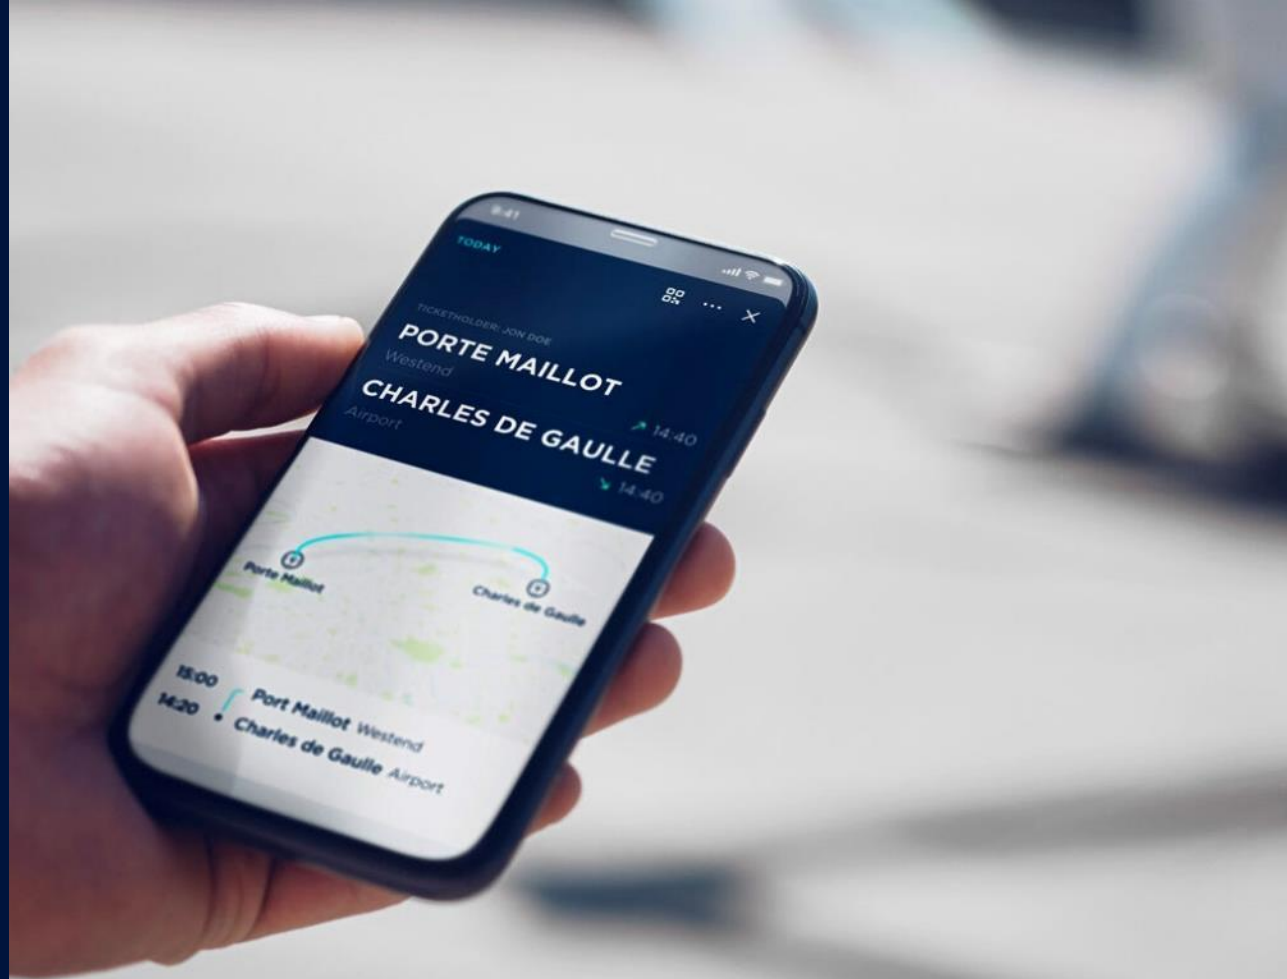 9:41
TODAY
TICKETHOLDER: JON DOE
PORTE MAILLOT
Westend
14:40
CHARLES DE GAULLE
Airport
14:40
Porte Maillot
Charles de Gaulle
15:00 Port Maillot Westend
14:20 Charles de Gaulle Airport